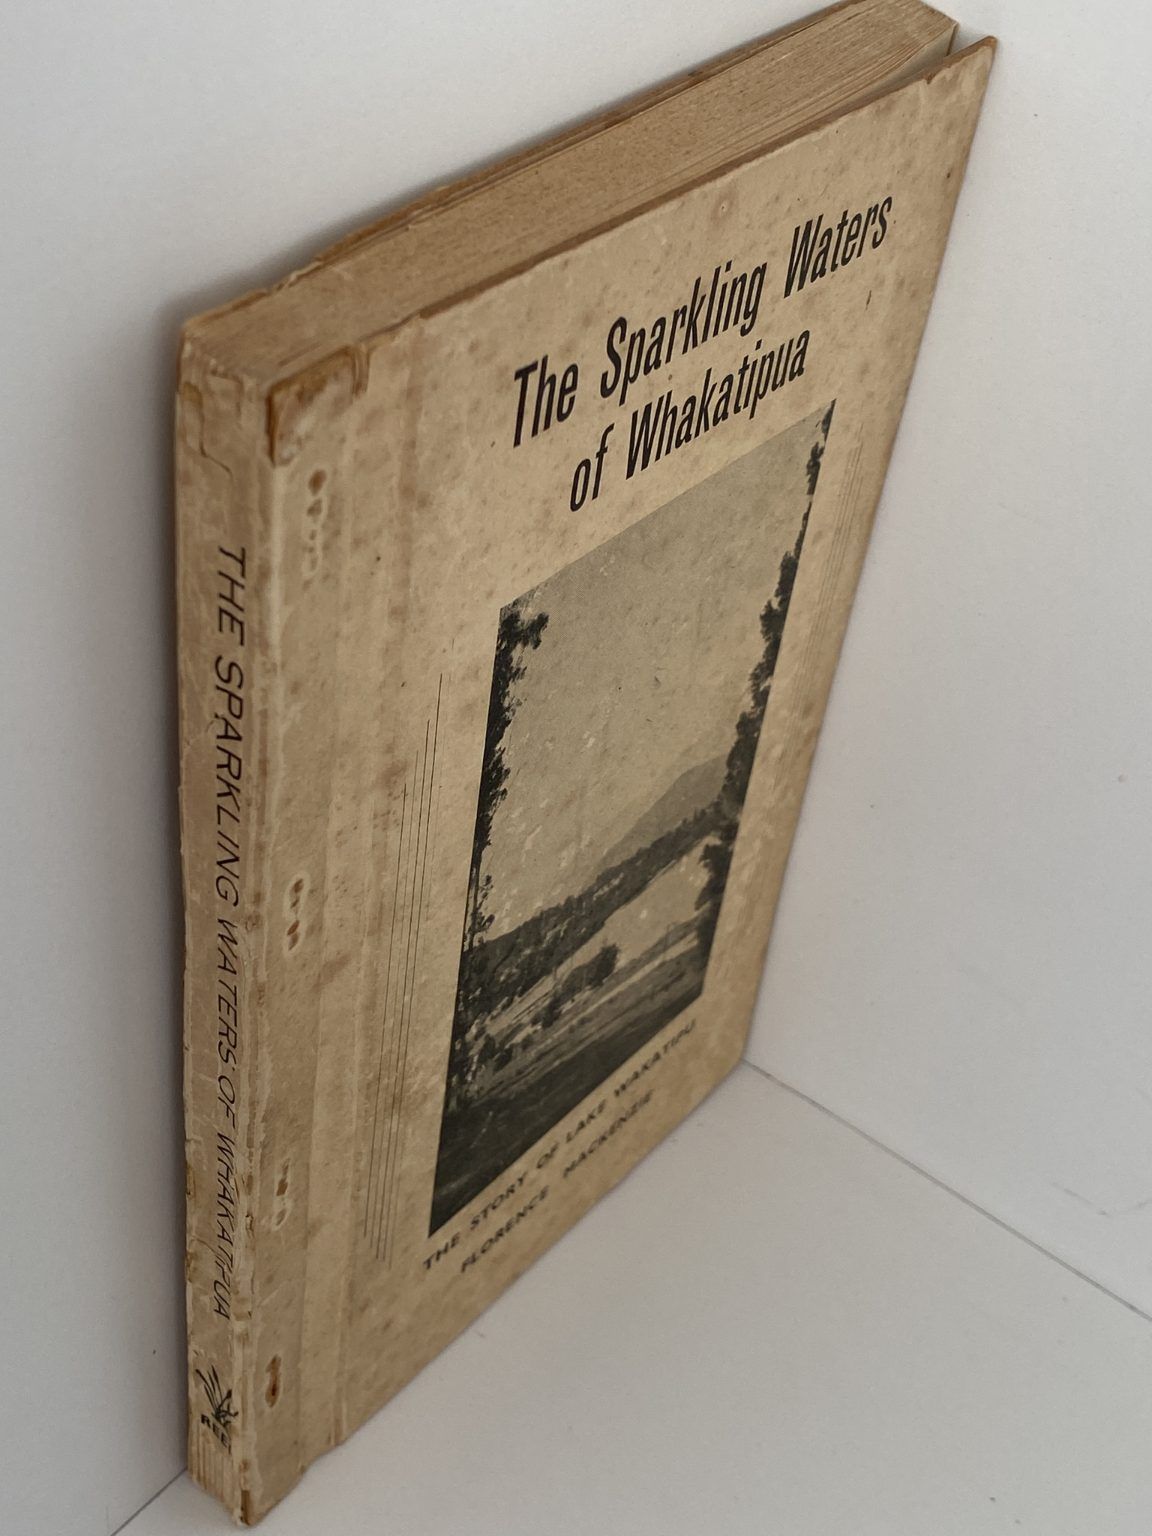 The Sparkling Waters
of Whakatipua
THE STORY OF LAKE WAKATIPU
FLORENCE MACKENZIE
THE SPARKLING WATERS OF WHAKATIPUA